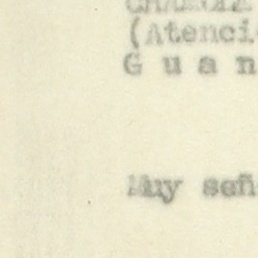 (Atenci
G u a n
Muy señ